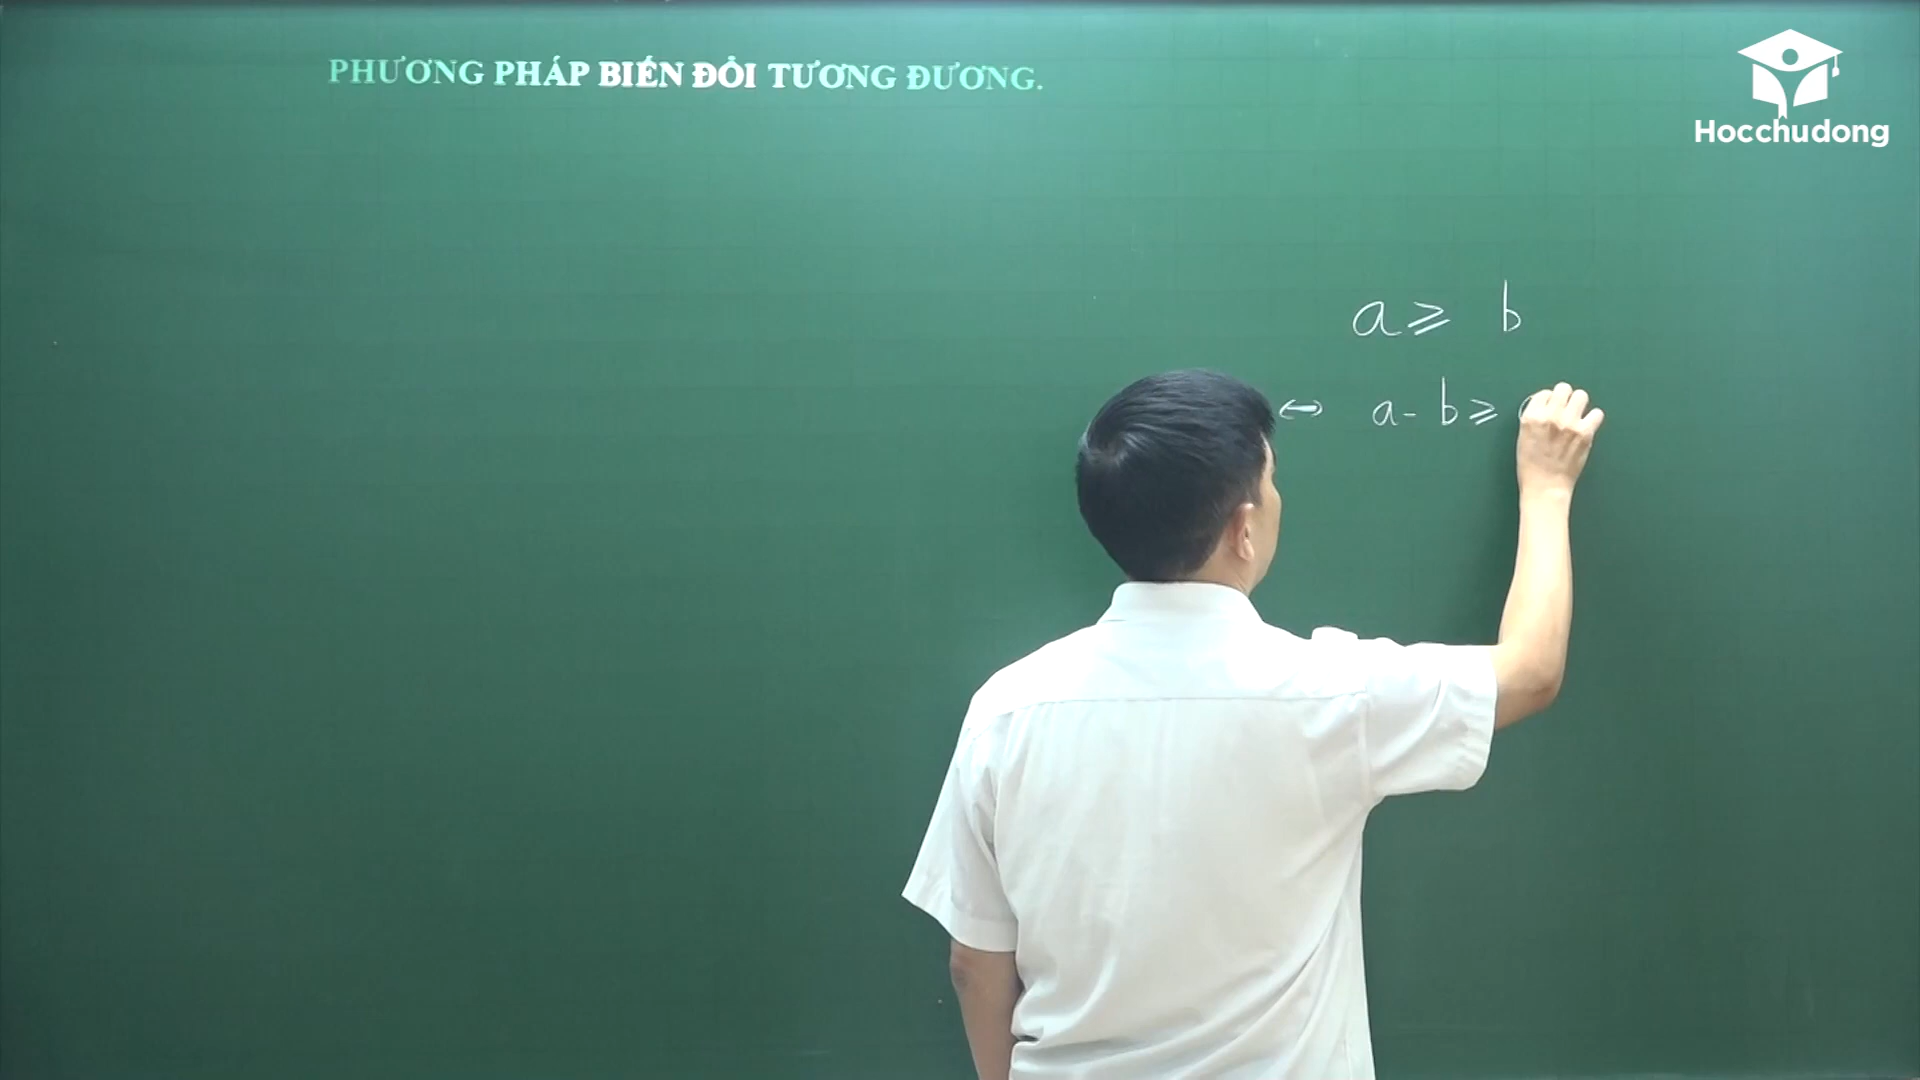 PHƯƠNG PHÁP BIẾN ĐỔI TƯƠNG ĐƯƠNG.
Hocchudong
a ⩾ b
↔ a - b ⩾